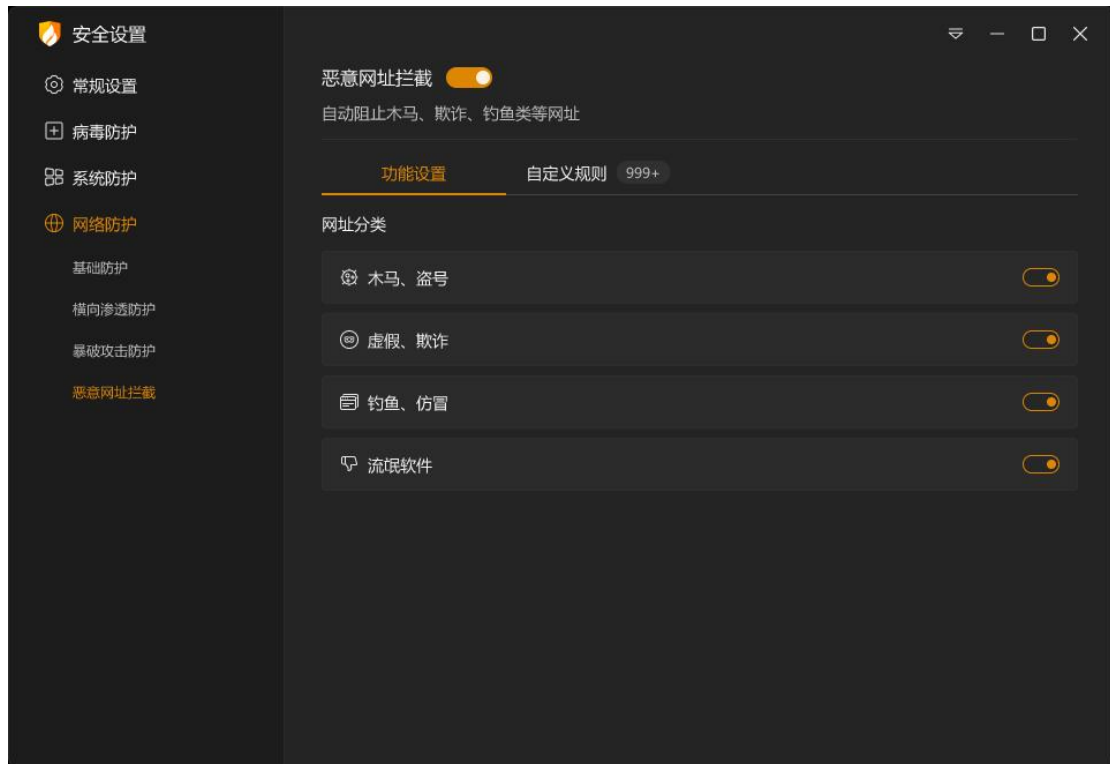 安全设置
常规设置
病毒防护
系统防护
网络防护
基础防护
横向渗透防护
暴破攻击防护
恶意网址拦截
恶意网址拦截
自动阻止木马、欺诈、钓鱼类等网址
功能设置 自定义规则 999+
网址分类
木马、盗号
虚假、欺诈
钓鱼、仿冒
流氓软件